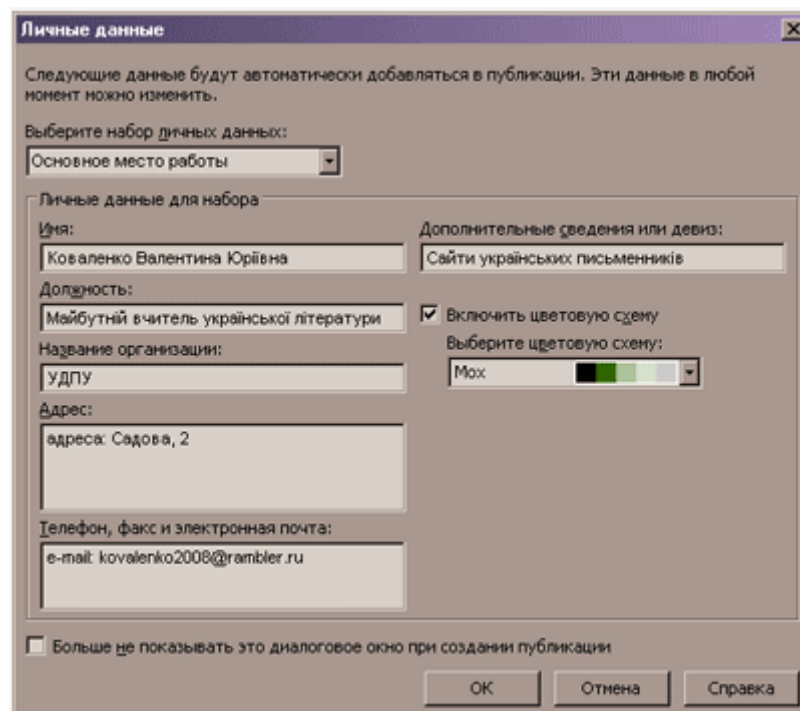 Личные данные
Следующие данные будут автоматически добавляться в публикации. Эти данные в любой
момент можно изменить.
Выберите набор личных данных:
Основное место работы
Личные данные для набора
Имя:
Коваленко Валентина Юріївна
Должность:
Майбутній вчитель української літератури
Название организации:
УДПУ
Адрес:
адреса: Садова, 2
Телефон, факс и электронная почта:
e-mail: kovalenko2008@rambler.ru
Дополнительные сведения или девиз:
Сайти українських письменників
Включить цветовую схему
Выберите цветовую схему:
Мох
Больше не показывать это диалоговое окно при создании публикации
ОК
Отмена
Справка